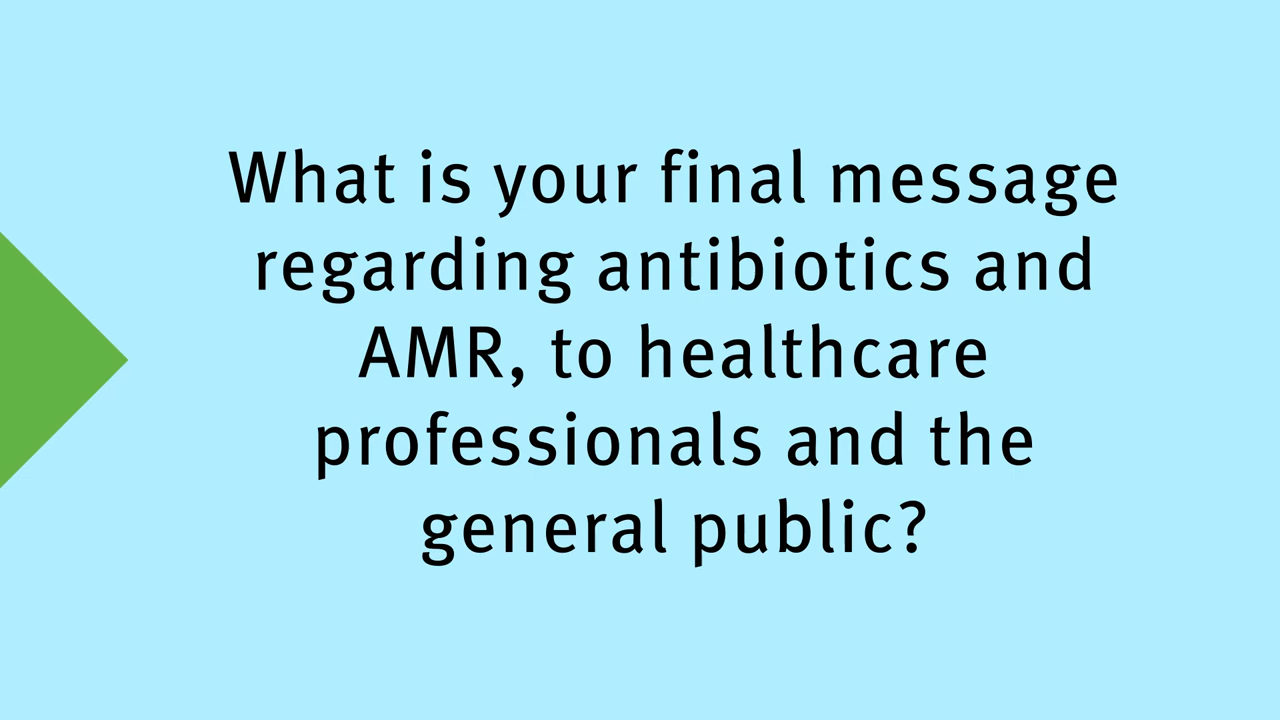 What is your final message
regarding antibiotics and
AMR, to healthcare
professionals and the
general public?